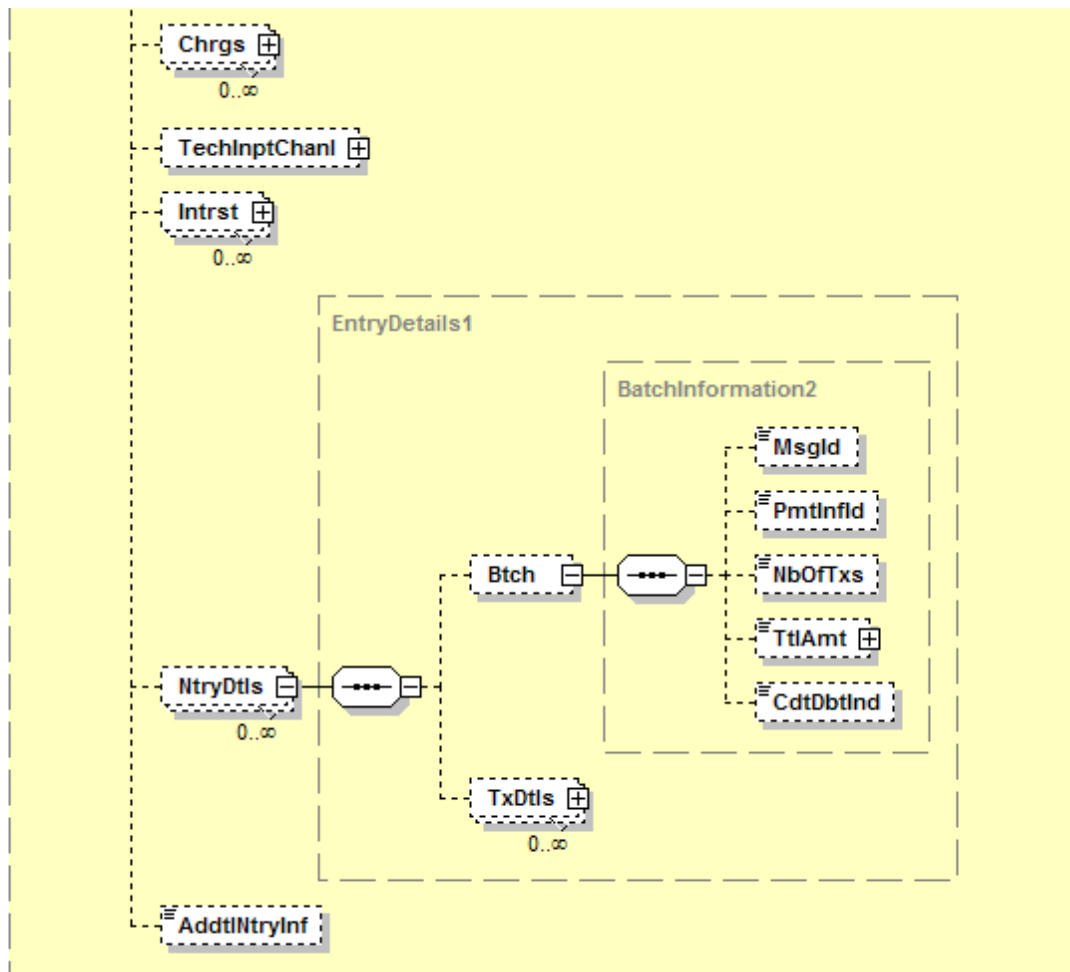 Chrgs
0..∞
TechInptChanl
Intrst
0..∞
EntryDetails1
BatchInformation2
MsgId
PmtInfId
Btch
NbOfTxs
TtlAmt
NtryDtls
CdtDbtInd
0..∞
TxDtls
0..∞
AddtlNtryInf